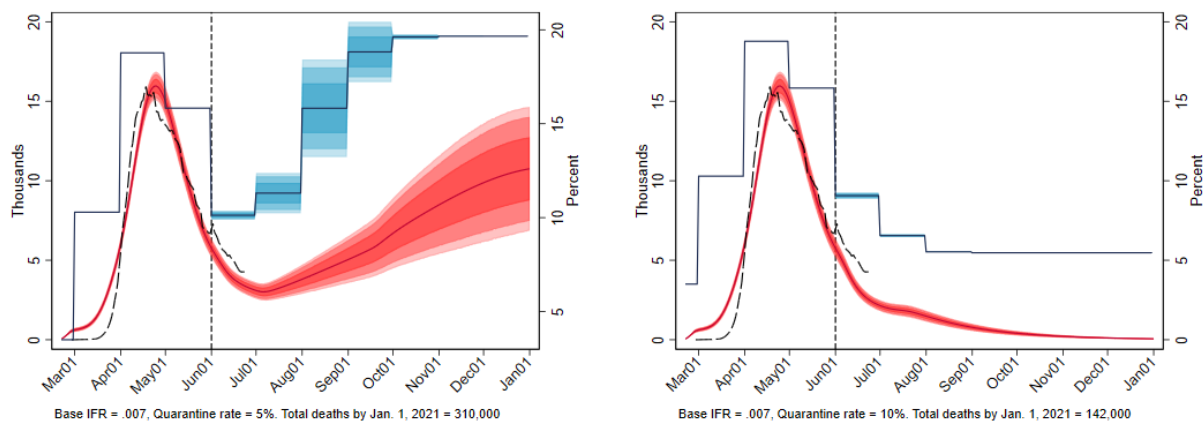 20
15
10
5
0
Thousands
20
15
10
5
Percent
Mar01
Apr01
May01
Jun01
Jul01
Aug01
Sep01
Oct01
Nov01
Dec01
Jan01
Base IFR = .007, Quarantine rate = 5%. Total deaths by Jan. 1, 2021 = 310,000
20
15
10
5
0
Thousands
20
15
10
5
0
Percent
Mar01
Apr01
May01
Jun01
Jul01
Aug01
Sep01
Oct01
Nov01
Dec01
Jan01
Base IFR = .007, Quarantine rate = 10%. Total deaths by Jan. 1, 2021 = 142,000